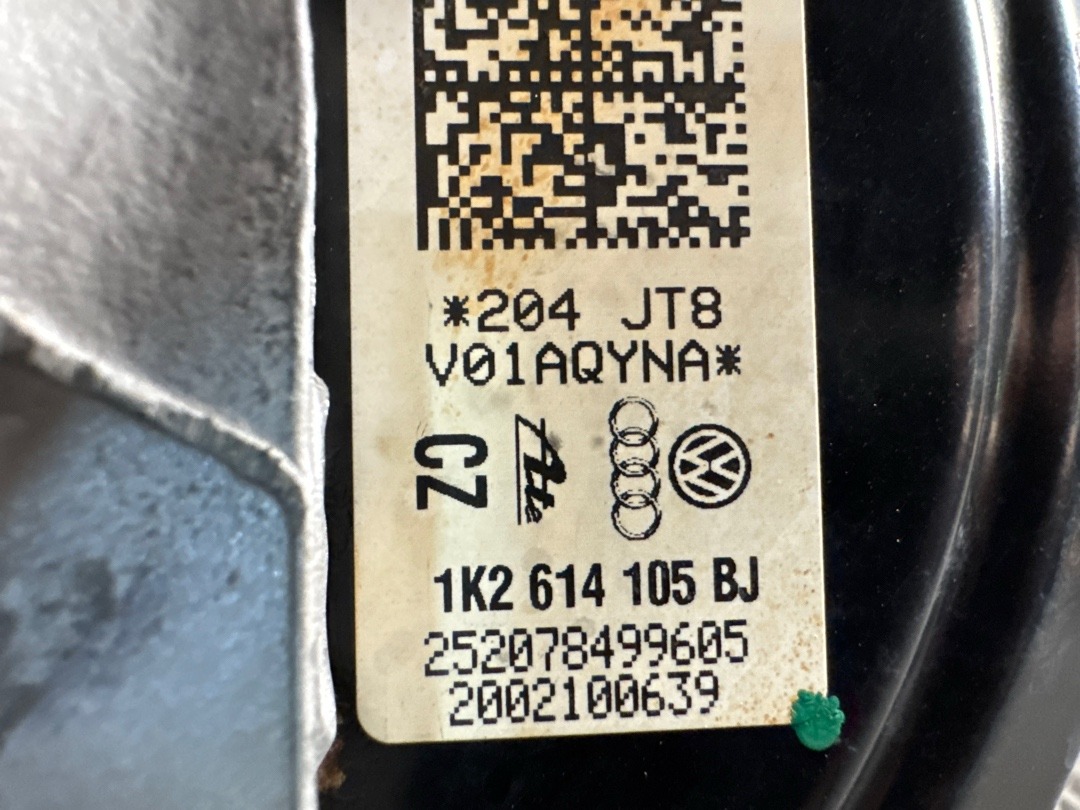 *204 JT8
V01AQYNA*
CZ Ate
1K2 614 105 BJ
252078499605
2002100639